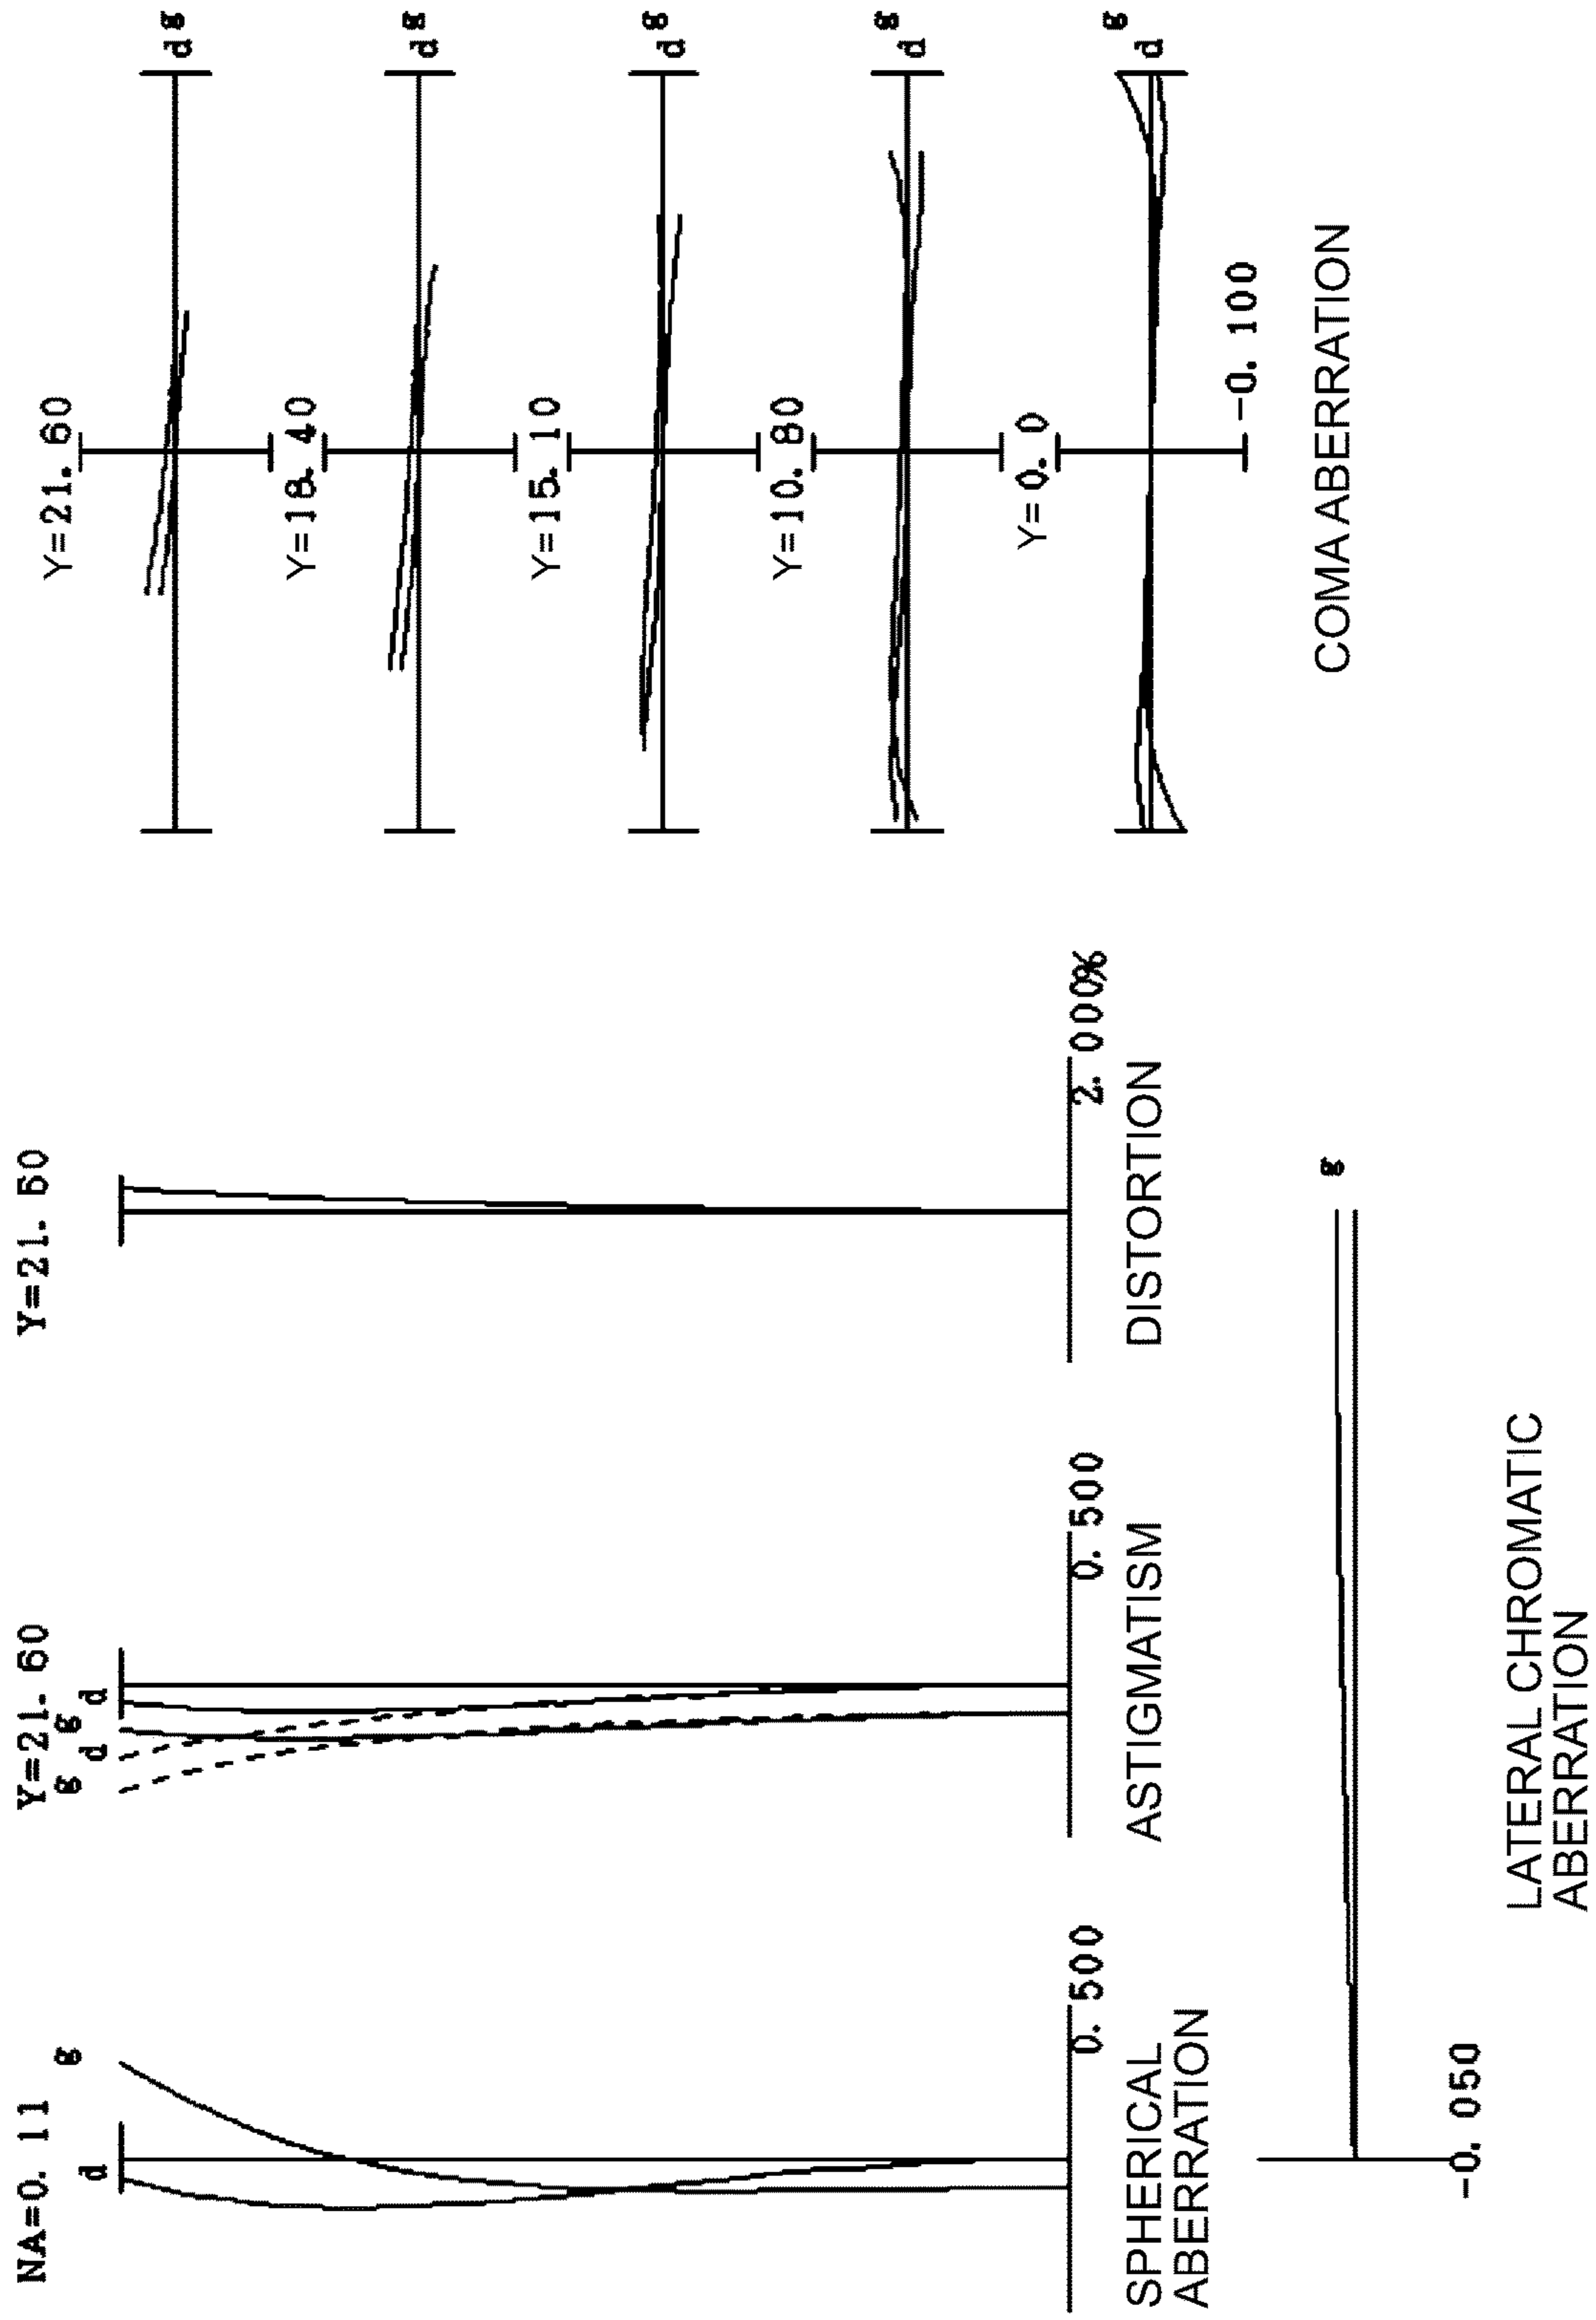 NA=0.11
d g
0.500
SPHERICAL
ABERRATION
Y=21.60
g d g d
0.500
ASTIGMATISM
Y=21.60
2.000%
DISTORTION
g
-0.050
LATERAL CHROMATIC
ABERRATION
Y=21.60
g
d
Y=18.40
g
d
Y=15.10
g
d
Y=10.80
g
d
Y=0.0
g
d
-0.100
COMA ABERRATION